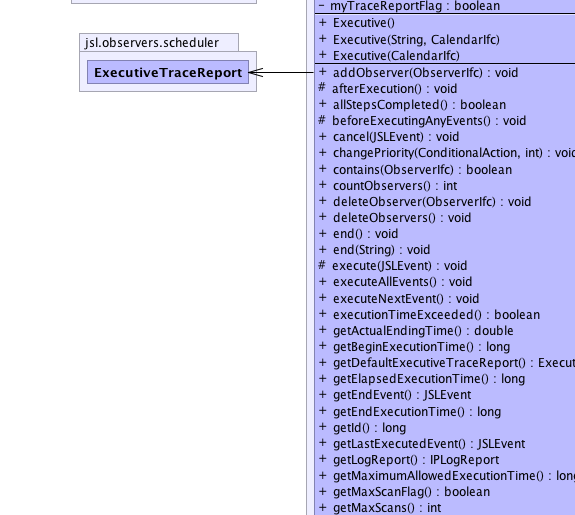 - myTraceReportFlag : boolean
+ Executive()
+ Executive(String, CalendarIfc)
+ Executive(CalendarIfc)
jsl.observers.scheduler
ExecutiveTraceReport
+ addObserver(ObserverIfc) : void
# afterExecution() : void
+ allStepsCompleted() : boolean
# beforeExecutingAnyEvents() : void
+ cancel(JSLEvent) : void
+ changePriority(ConditionalAction, int) : void
+ contains(ObserverIfc) : boolean
+ countObservers() : int
+ deleteObserver(ObserverIfc) : void
+ deleteObservers() : void
+ end() : void
+ end(String) : void
# execute(JSLEvent) : void
+ executeAllEvents() : void
+ executeNextEvent() : void
+ executionTimeExceeded() : boolean
+ getActualEndingTime() : double
+ getBeginExecutionTime() : long
+ getDefaultExecutiveTraceReport() : Execut
+ getElapsedExecutionTime() : long
+ getEndEvent() : JSLEvent
+ getEndExecutionTime() : long
+ getId() : long
+ getLastExecutedEvent() : JSLEvent
+ getLogReport() : IPLogReport
+ getMaximumAllowedExecutionTime() : long
+ getMaxScanFlag() : boolean
+ getMaxScans() : int